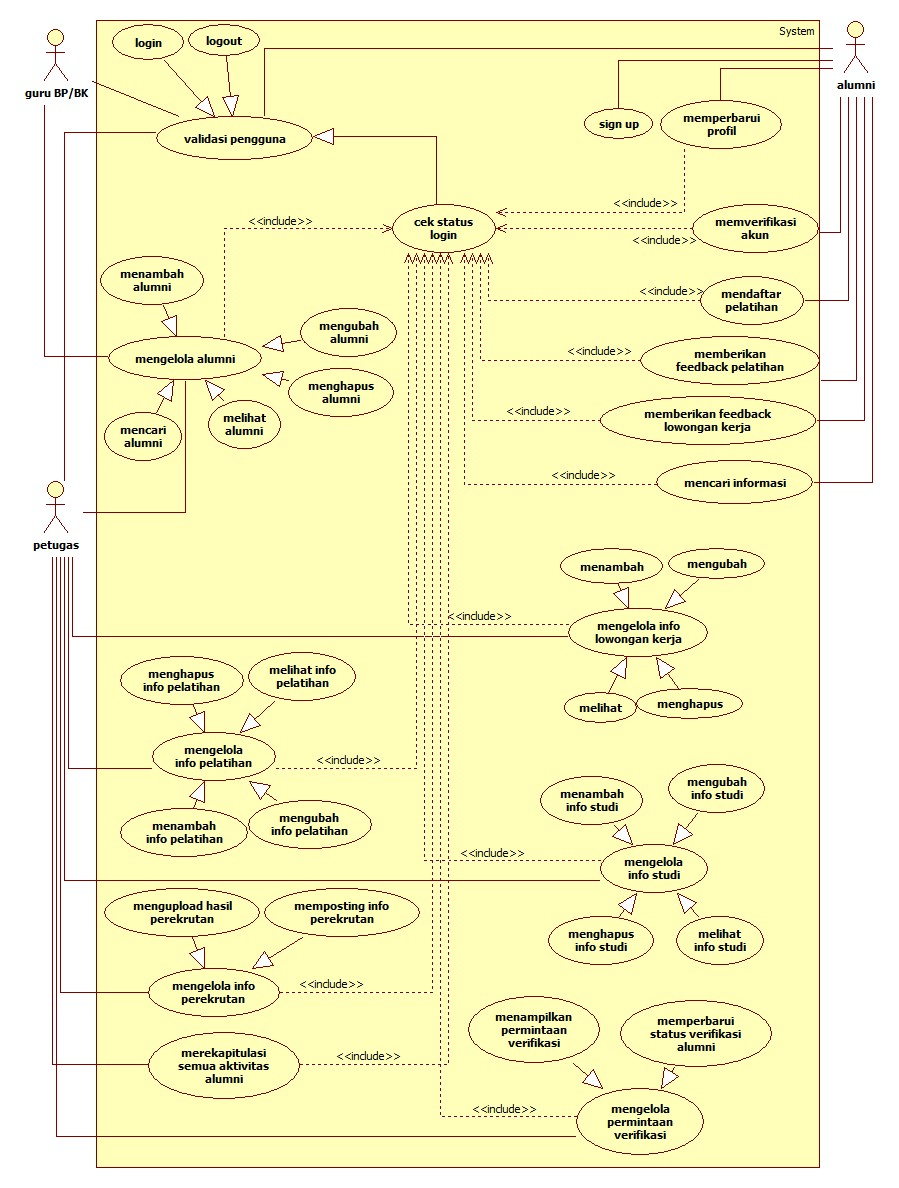 System
guru BP/BK
login
logout
alumni
sign up
memperbarui
profil
validasi pengguna
<<include>>
<<include>>
cek status
login
memverifikasi
akun
<<include>>
menambah
alumni
<<include>>
mendaftar
pelatihan
mengubah
alumni
mengelola alumni
<<include>>
memberikan
feedback pelatihan
menghapus
alumni
<<include>>
memberikan feedback
lowongan kerja
mencari
alumni
melihat
alumni
<<include>>
mencari informasi
petugas
menambah
mengubah
<<include>>
mengelola info
lowongan kerja
melihat
menghapus
menghapus
info pelatihan
melihat info
pelatihan
mengelola
info pelatihan
<<include>>
menambah
info pelatihan
mengubah
info pelatihan
menambah
info studi
mengubah
info studi
<<include>>
mengelola
info studi
menghapus
info studi
melihat
info studi
mengupload hasil
perekrutan
memposting info
perekrutan
mengelola info
perekrutan
<<include>>
menampilkan
permintaan
verifikasi
memperbarui
status verifikasi
alumni
merekapitulasi
semua aktivitas
alumni
<<include>>
<<include>>
mengelola
permintaan
verifikasi